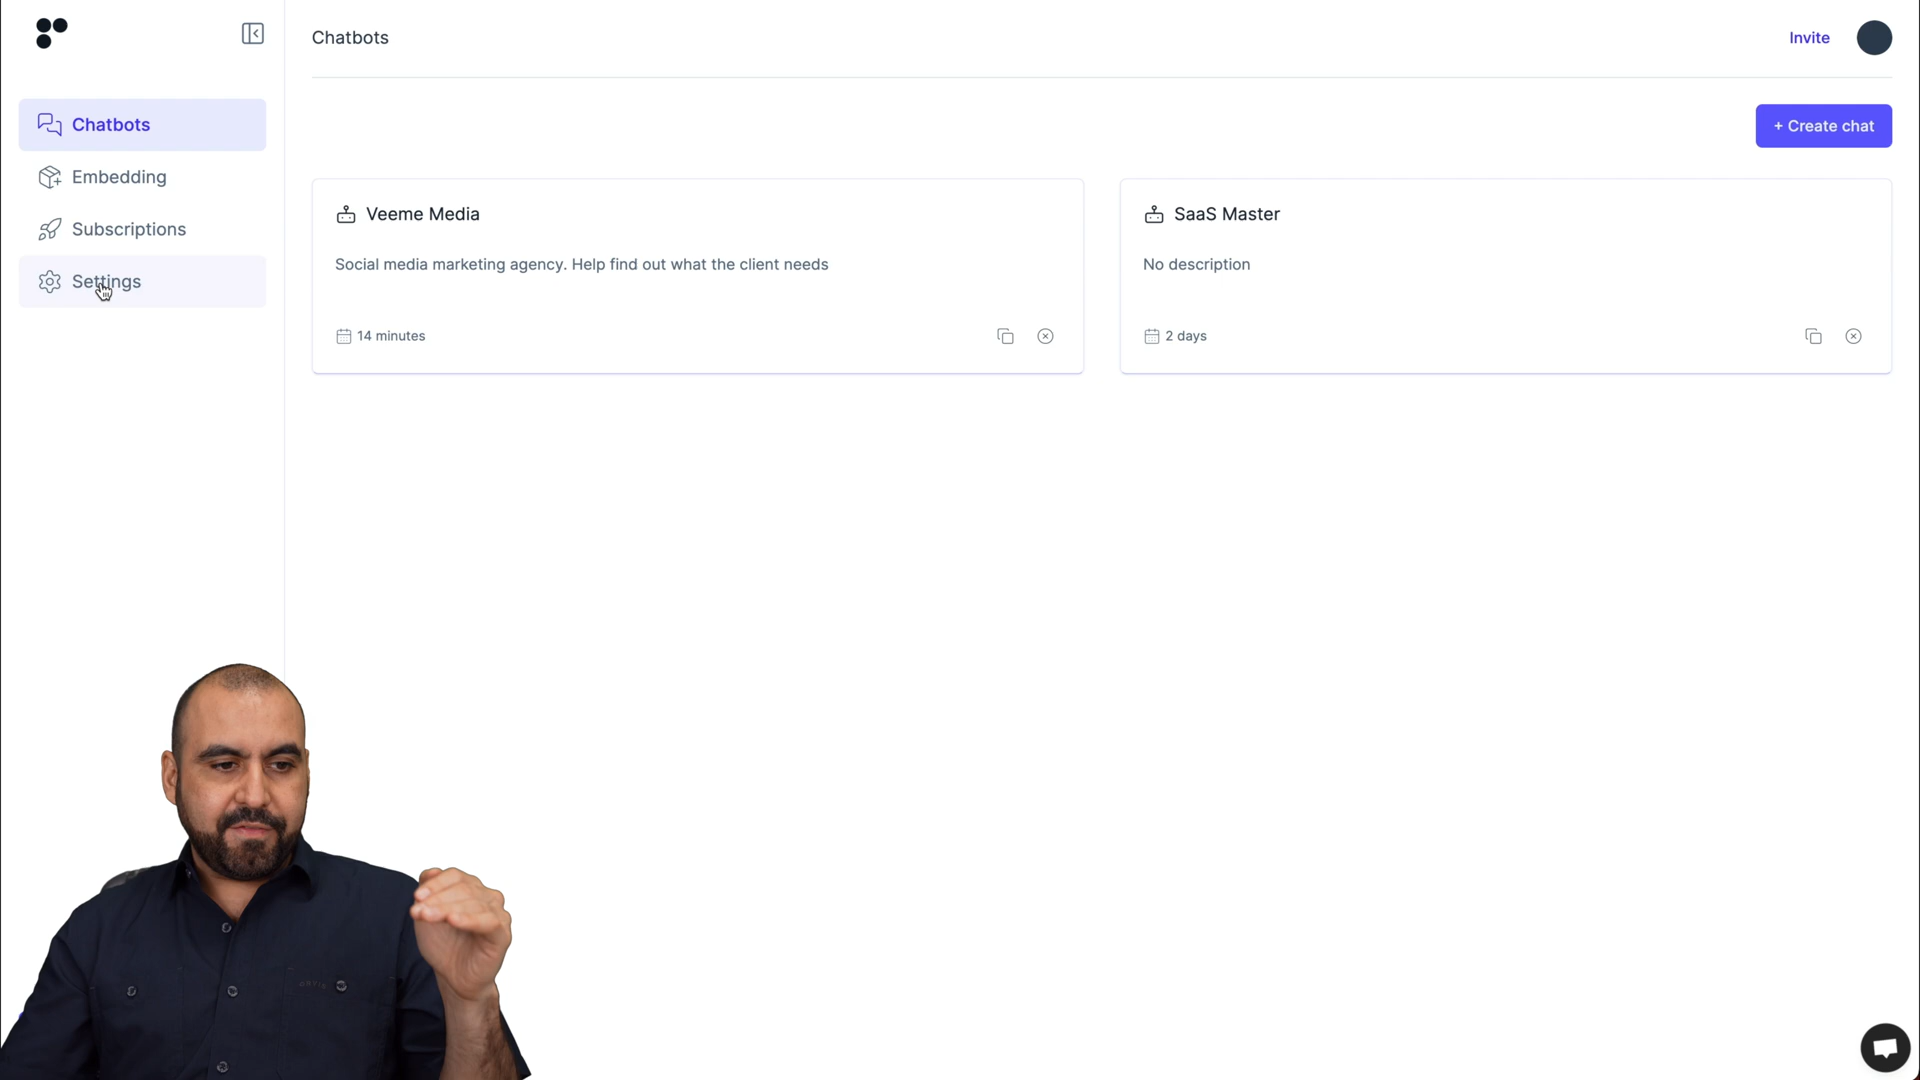 Chatbots
Invite
Chatbots
+ Create chat
Embedding
Subscriptions
Settings
Veeme Media
Social media marketing agency. Help find out what the client needs
14 minutes
SaaS Master
No description
2 days